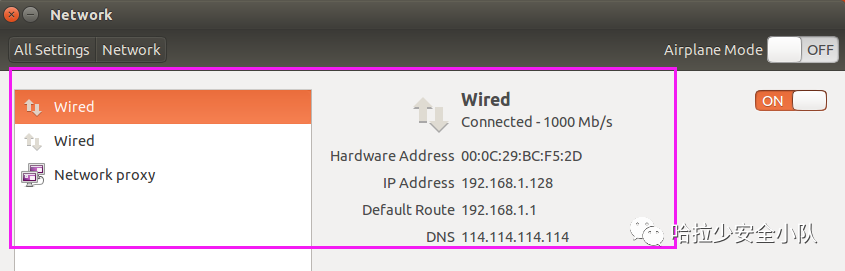 Network
All Settings Network Airplane Mode OFF
Wired
Wired
Network proxy
Wired
Connected - 1000 Mb/s
ON
Hardware Address 00:0C:29:BC:F5:2D
IP Address 192.168.1.128
Default Route 192.168.1.1
DNS 114.114.114.114
哈拉少安全小队